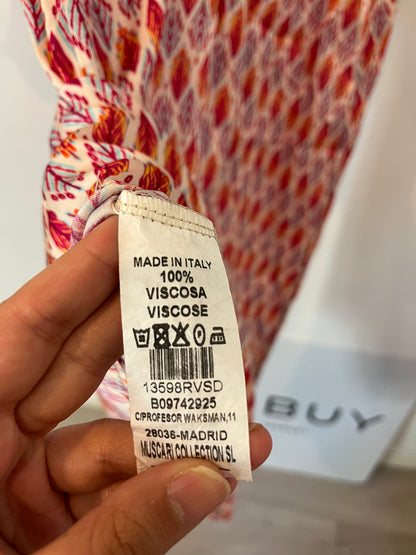 MADE IN ITALY
100%
VISCOSA
VISCOSE
13598RVSD
B09742925
C/PROFESOR WAKSMAN,11
28036-MADRID
MUSCARI COLLECTION SL
BUY